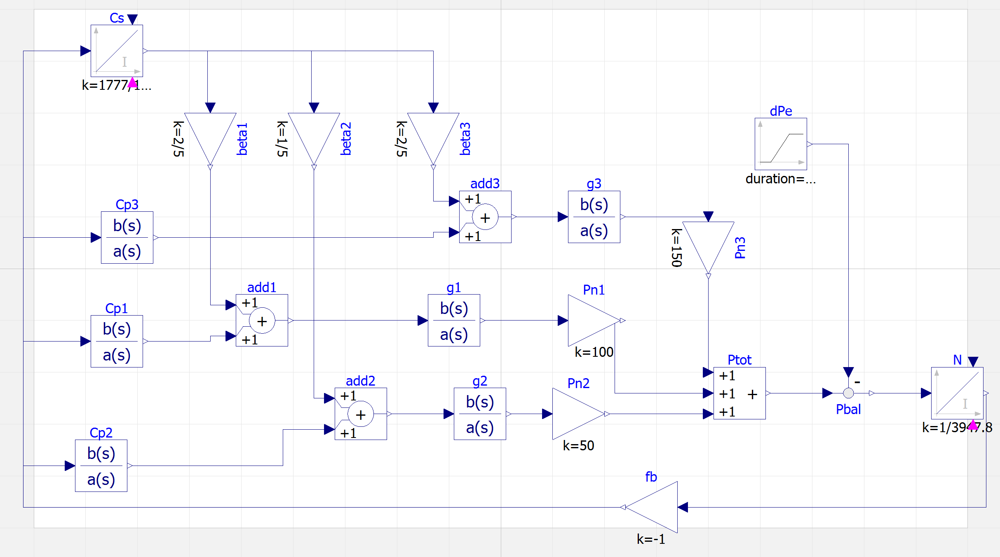 Cs
I
k=1777/1...
k=2/5
beta1
k=1/5
beta2
k=2/5
beta3
dPe
duration=...
Cp3
b(s)
a(s)
add3
+1
+
+1
g3
b(s)
a(s)
k=150
Pn3
Cp1
b(s)
a(s)
add1
+1
+
+1
g1
b(s)
a(s)
Pn1
k=100
Cp2
b(s)
a(s)
add2
+1
+
+1
g2
b(s)
a(s)
Pn2
k=50
Ptot
+1
+1 +
+1
-
Pbal
N
I
k=1/3947.8
fb
k=-1